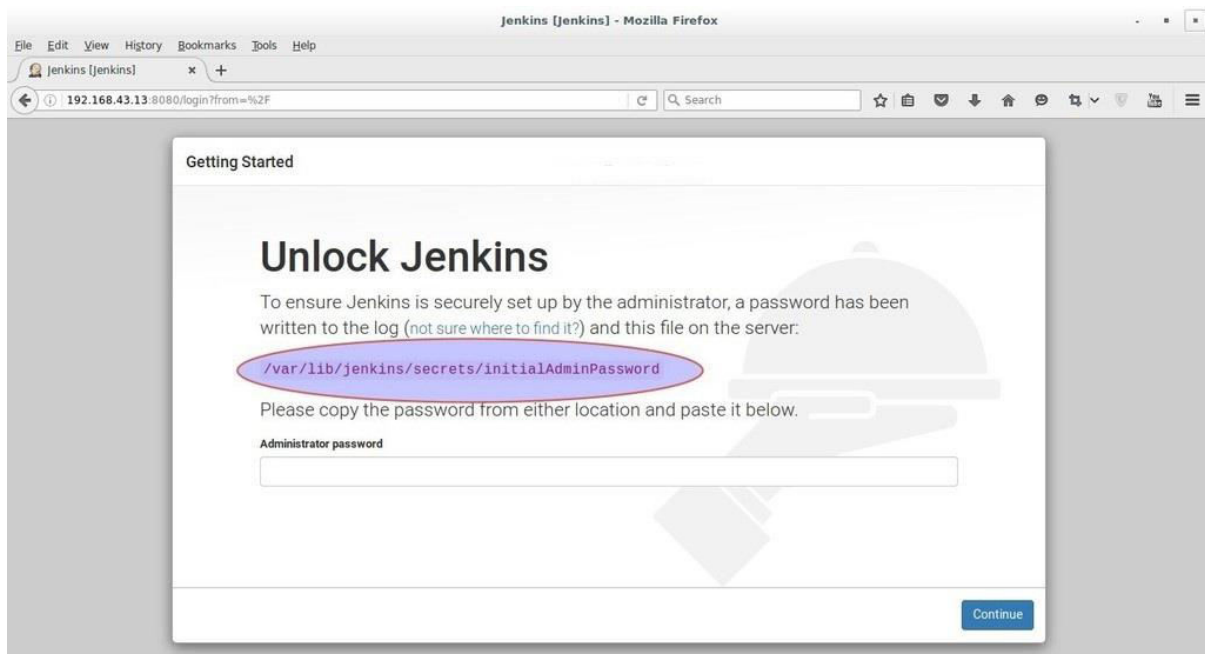 Jenkins [Jenkins] - Mozilla Firefox
File Edit View History Bookmarks Tools Help
Jenkins [Jenkins]
192.168.43.13:8080/login?from=%2F
Search
You
Getting Started
Unlock Jenkins
To ensure Jenkins is securely set up by the administrator, a password has been
written to the log (not sure where to find it?) and this file on the server:
/var/lib/jenkins/secrets/initialAdminPassword
Please copy the password from either location and paste it below.
Administrator password
Continue